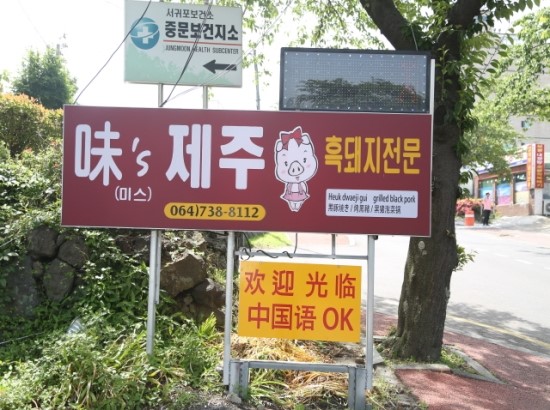 서귀포보건소
중문보건지소
JUNGMOON HEALTH SUBCENTER
味's 제주
(미스)
064)738-8112
흑돼지전문
Heuk dwaeji gui grilled black pork
欢迎 光临
中国语 OK